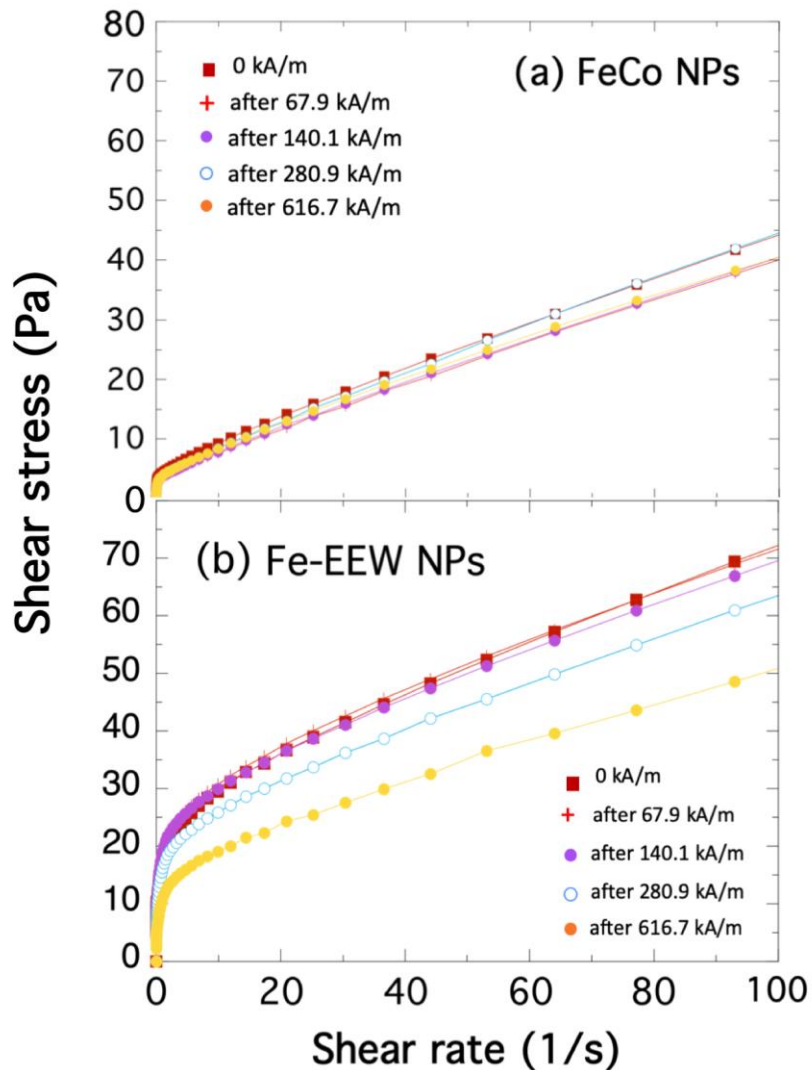 Shear stress (Pa)
80
70
60
50
40
30
20
10
0
(a) FeCo NPs
0 kA/m
after 67.9 kA/m
after 140.1 kA/m
after 280.9 kA/m
after 616.7 kA/m
70
60
50
40
30
20
10
0
(b) Fe-EEW NPs
0 kA/m
after 67.9 kA/m
after 140.1 kA/m
after 280.9 kA/m
after 616.7 kA/m
0 20 40 60 80 100
Shear rate (1/s)